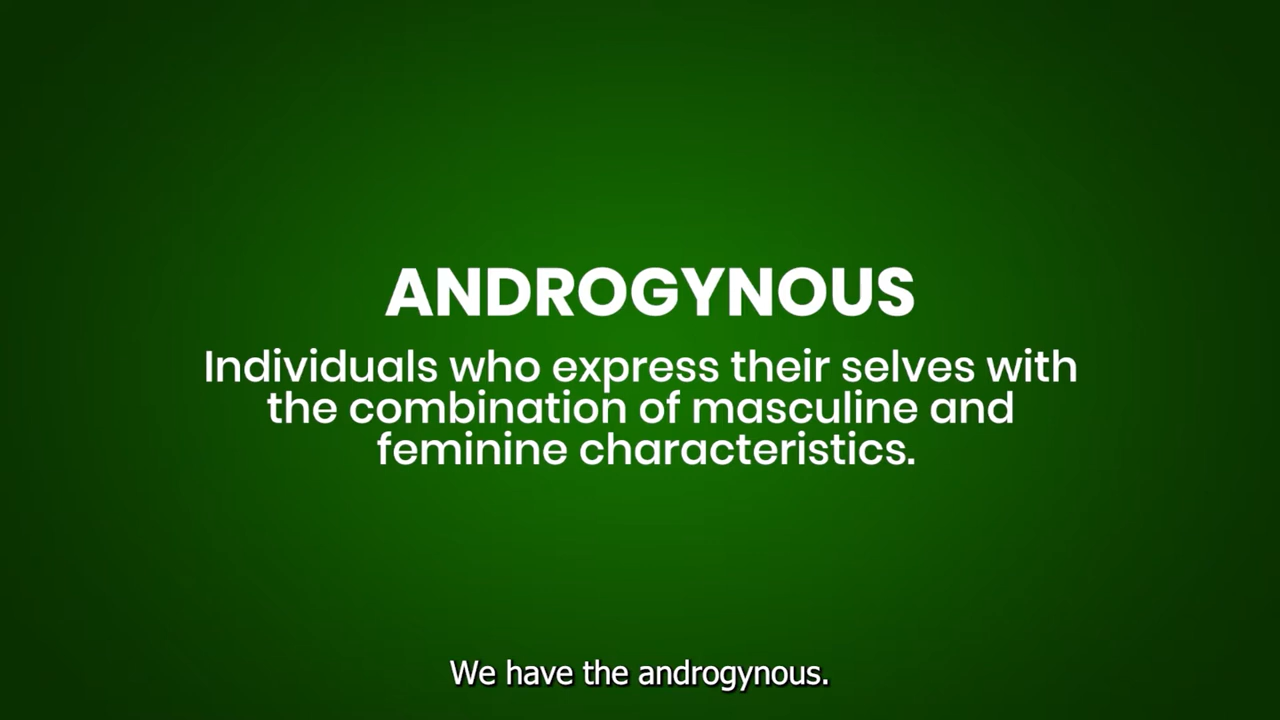 ANDROGYNOUS
Individuals who express their selves with
the combination of masculine and
feminine characteristics.
We have the androgynous.